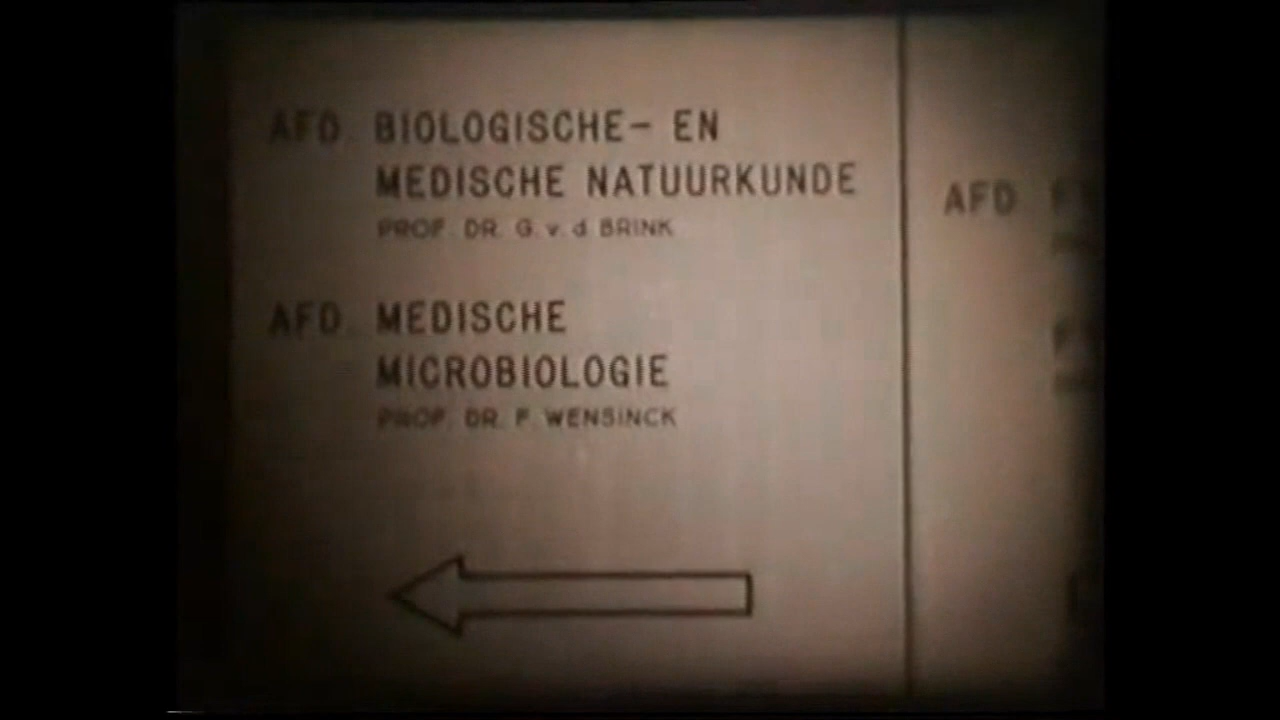 AFD. BIOLOGISCHE- EN
MEDISCHE NATUURKUNDE
PROF. DR. G. v. d. BRINK
AFD. MEDISCHE
MICROBIOLOGIE
PROF. DR. F. WENSINCK
AFD